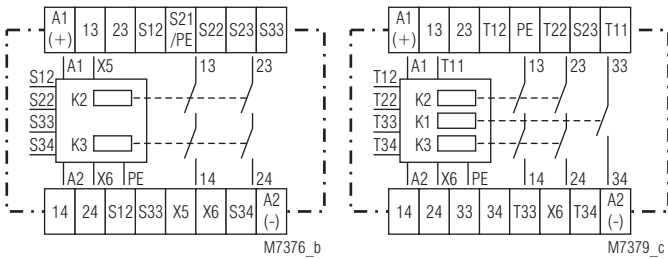 A1 (+) 13 23 S12 S21 /PE S22 S23 S33
A1 X5 13 23
S12
S22 K2
S33
S34 K3
A2 X6 PE 14 24
14 24 S12 S33 X5 X6 S34 A2 (-)
M7376_b
A1 (+) 13 23 T12 PE T22 S23 T11
A1 T11 13 23 33
T12
T22 K2
T33 K1
T34 K3
A2 X6 PE 14 24 34
14 24 33 34 T33 X6 T34 A2 (-)
M7379_c